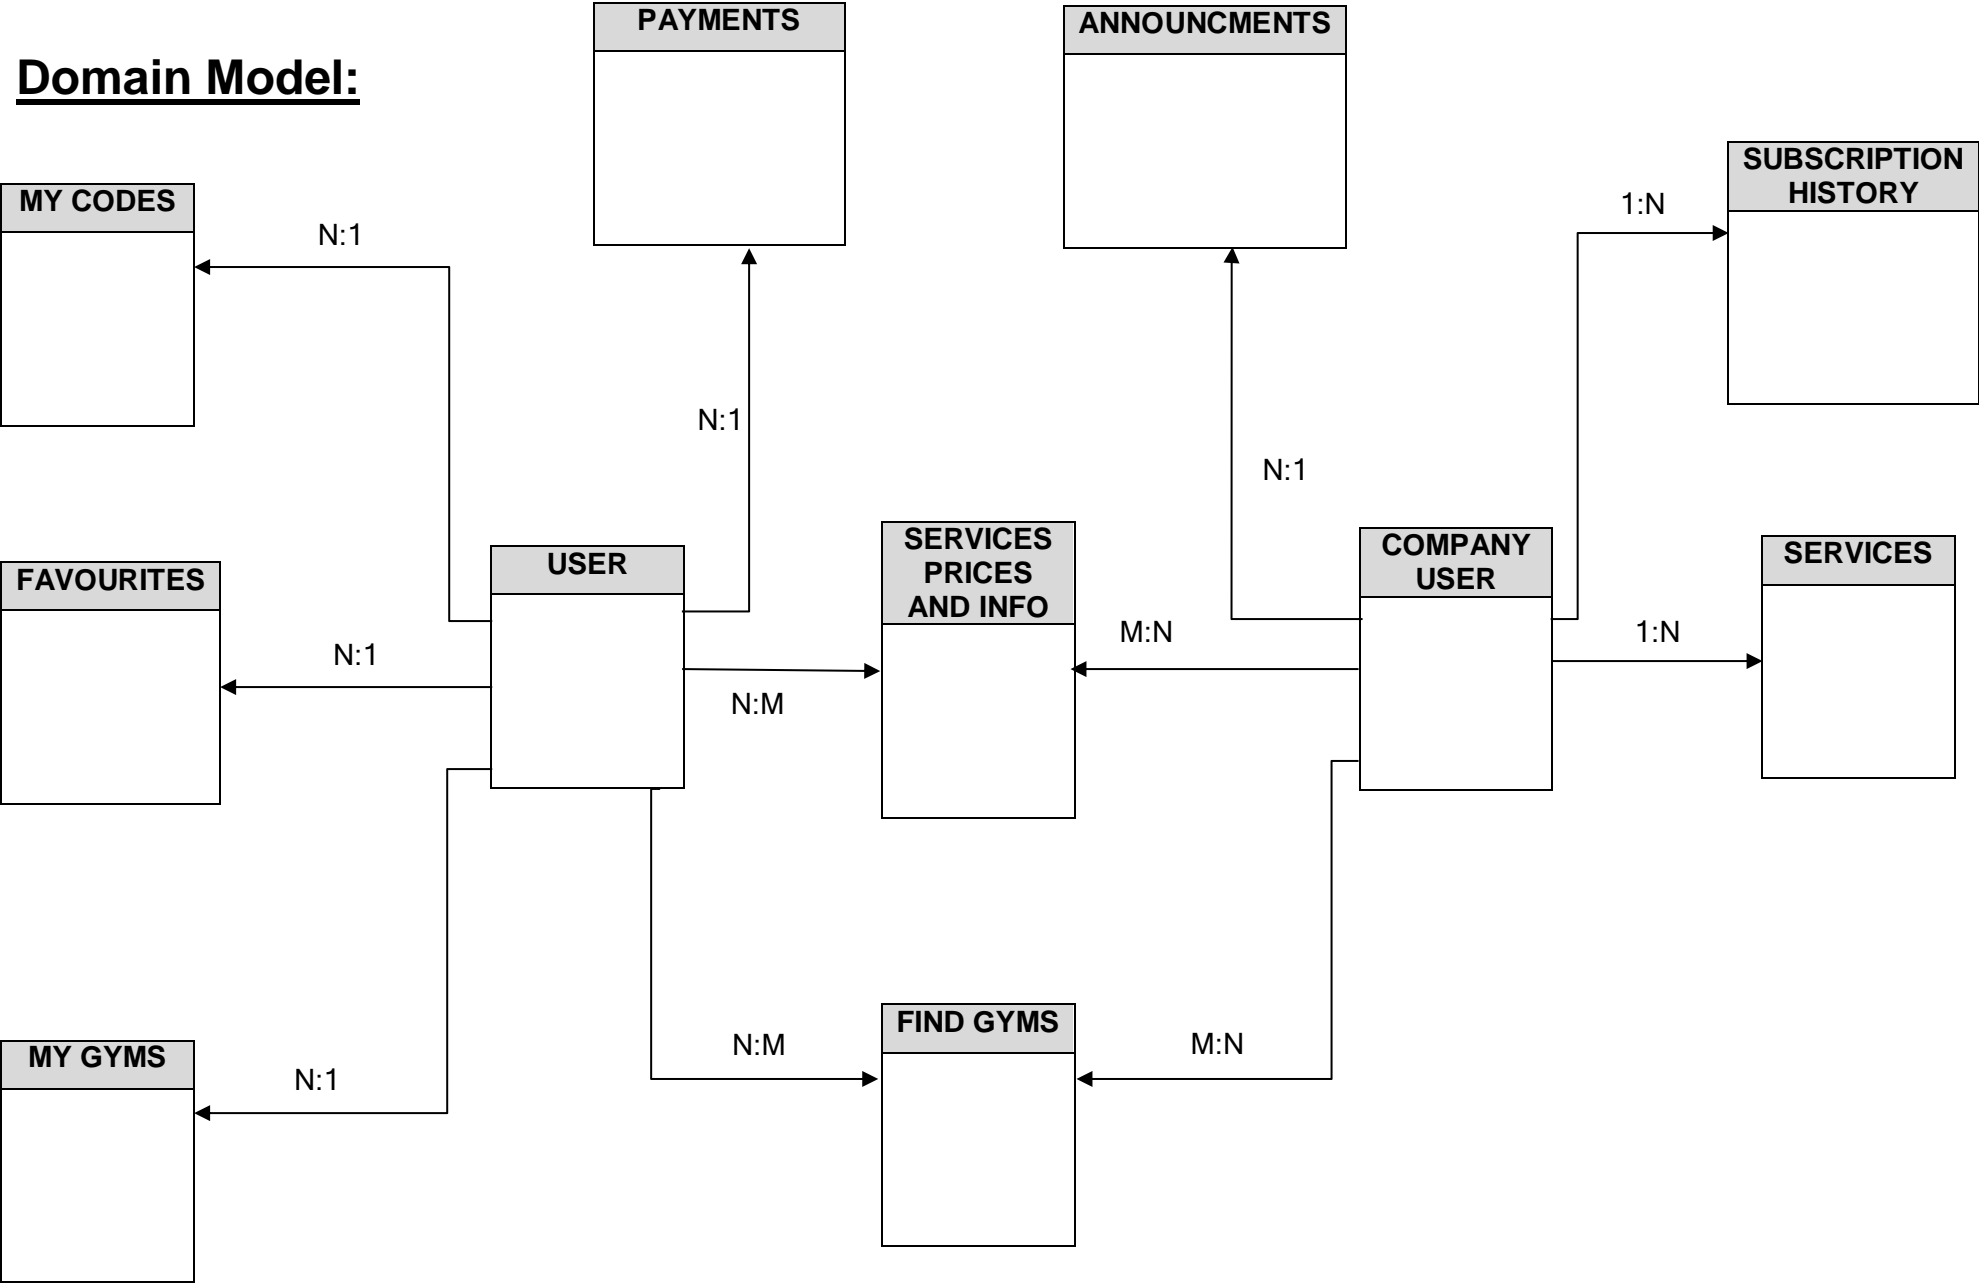 PAYMENTS
ANNOUNCMENTS
Domain Model:
SUBSCRIPTION
HISTORY
MY CODES
1:N
N:1
N:1
N:1
SERVICES
PRICES
AND INFO
COMPANY
USER
SERVICES
USER
FAVOURITES
M:N
1:N
N:1
N:M
FIND GYMS
MY GYMS
N:M
M:N
N:1